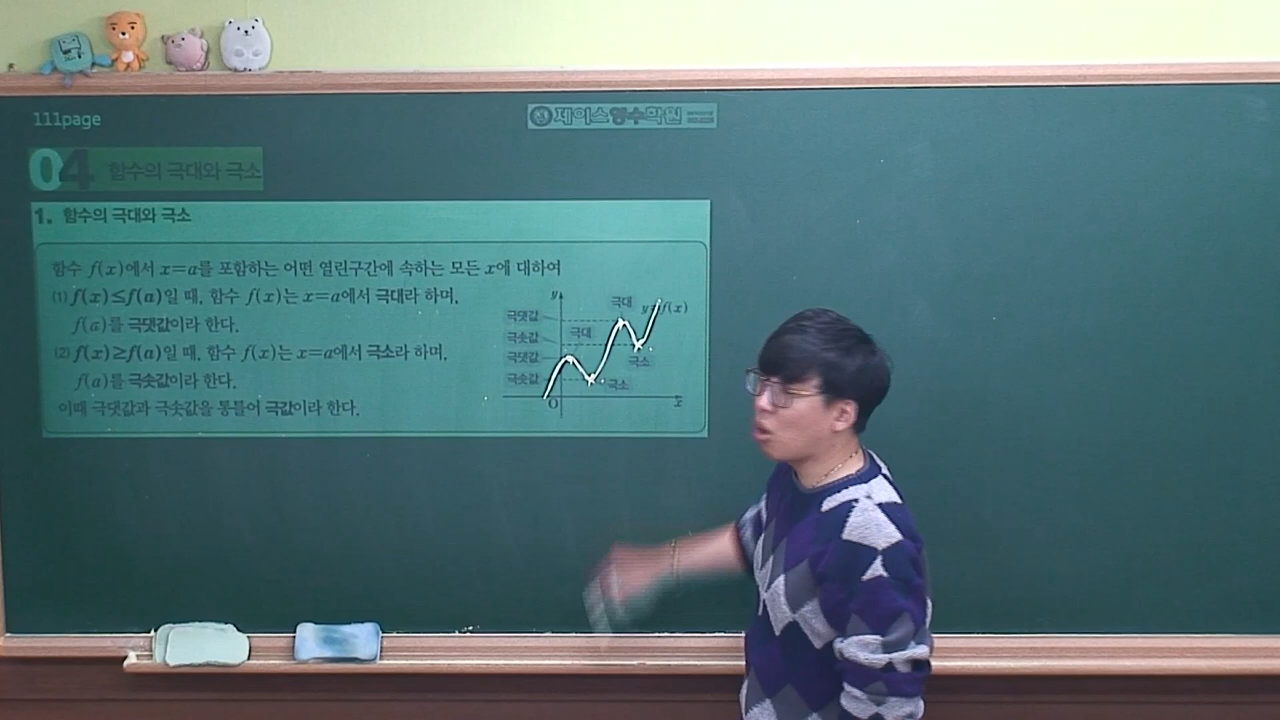 111page
제이스영수학원
04 함수의 극대와 극소
1. 함수의 극대와 극소
함수 f(x)에서 x=a를 포함하는 어떤 열린구간에 속하는 모든 x에 대하여
(1) f(x)≤f(a)일 때, 함수 f(x)는 x=a에서 극대라 하며,
f(a)를 극댓값이라 한다.
(2) f(x)≥f(a)일 때, 함수 f(x)는 x=a에서 극소라 하며,
f(a)를 극솟값이라 한다.
이때 극댓값과 극솟값을 통틀어 극값이라 한다.
y
극대
y=f(x)
극댓값
극대
극솟값
극댓값
극소
극솟값
극소
O
x